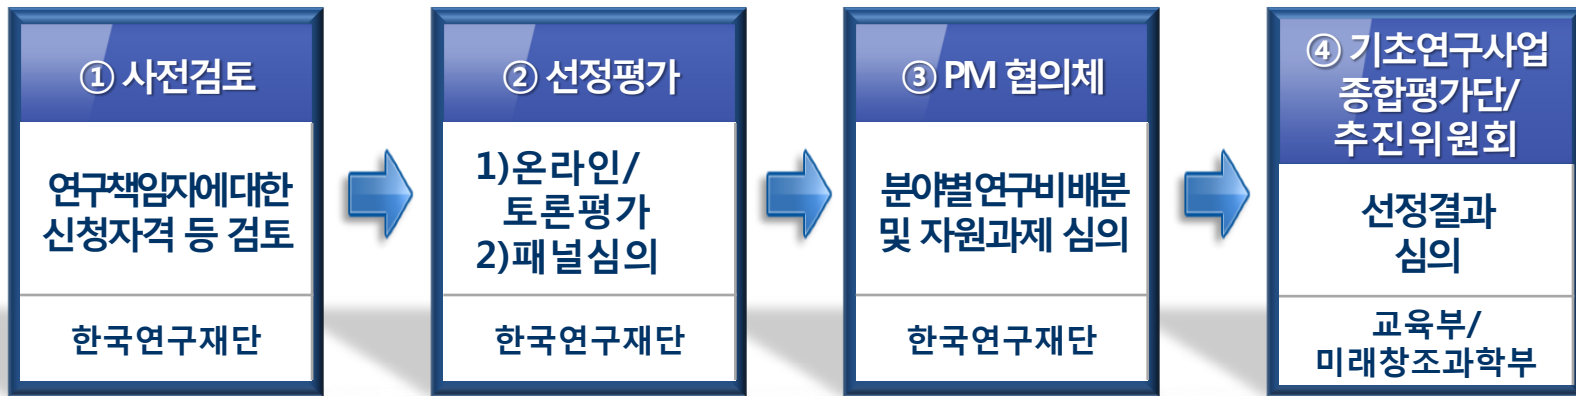 ① 사전검토
연구책임자에 대한
신청자격 등 검토
한국연구재단
② 선정평가
1)온라인/
토론평가
2)패널심의
한국연구재단
③ PM 협의체
분야별 연구비 배분
및 자원과제 심의
한국연구재단
④ 기초연구사업
종합평가단/
추진위원회
선정결과
심의
교육부/
미래창조과학부